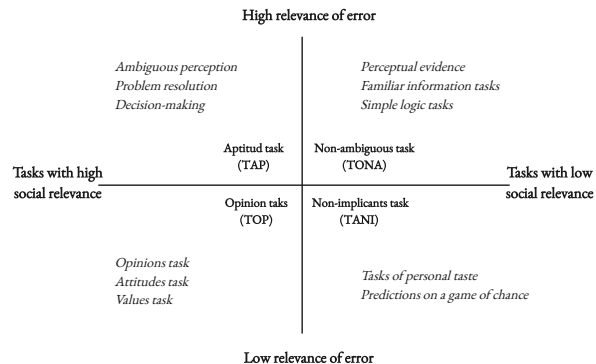 High relevance of error
Ambiguous perception
Problem resolution
Decision-making
Perceptual evidence
Familiar information tasks
Simple logic tasks
Aptitud task
(TAP)
Non-ambiguous task
(TONA)
Tasks with high
social relevance
Tasks with low
social relevance
Opinion taks
(TOP)
Non-implicants task
(TANI)
Opinions task
Attitudes task
Values task
Tasks of personal taste
Predictions on a game of chance
Low relevance of error